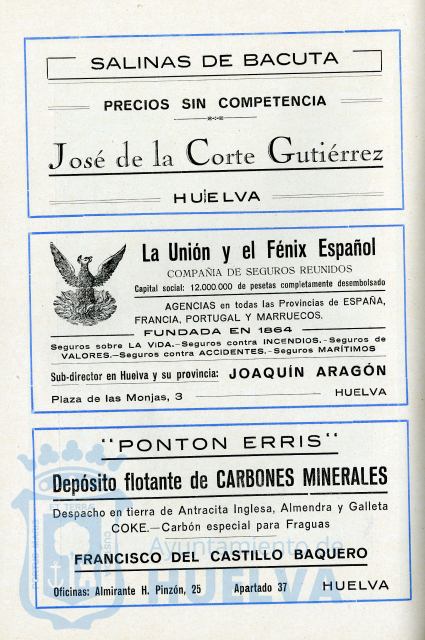 SALINAS DE BACUTA
PRECIOS SIN COMPETENCIA
José de la Corte Gutiérrez
HUELVA
La Unión y el Fénix Español
COMPAÑIA DE SEGUROS REUNIDOS
Capital social: 12.000.000 de pesetas completamente desembolsado
AGENCIAS en todas las Provincias de ESPAÑA,
FRANCIA, PORTUGAL Y MARRUECOS.
FUNDADA EN 1864
Seguros sobre LA VIDA.-Seguros contra INCENDIOS.-Seguros de
VALORES.-Seguros contra ACCIDENTES.-Seguros MARÍTIMOS
Sub-director en Huelva y su provincia: JOAQUÍN ARAGÓN
Plaza de las Monjas, 3 HUELVA
"PONTON ERRIS"
Depósito flotante de CARBONES MINERALES
Despacho en tierra de Antracita Inglesa, Almendra y Galleta
COKE.—Carbón especial para Fraguas
FRANCISCO DEL CASTILLO BAQUERO
Oficinas: Almirante H. Pinzón, 25 Apartado 37 HUELVA
Ayuntamiento de
HUELVA